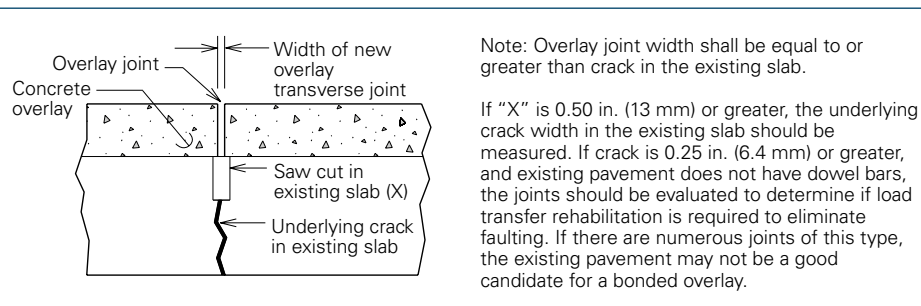 Width of new
overlay
transverse joint
Overlay joint
Concrete
overlay
Saw cut in
existing slab (X)
Underlying crack
in existing slab
Note: Overlay joint width shall be equal to or
greater than crack in the existing slab.
If “X” is 0.50 in. (13 mm) or greater, the underlying
crack width in the existing slab should be
measured. If crack is 0.25 in. (6.4 mm) or greater,
and existing pavement does not have dowel bars,
the joints should be evaluated to determine if load
transfer rehabilitation is required to eliminate
faulting. If there are numerous joints of this type,
the existing pavement may not be a good
candidate for a bonded overlay.